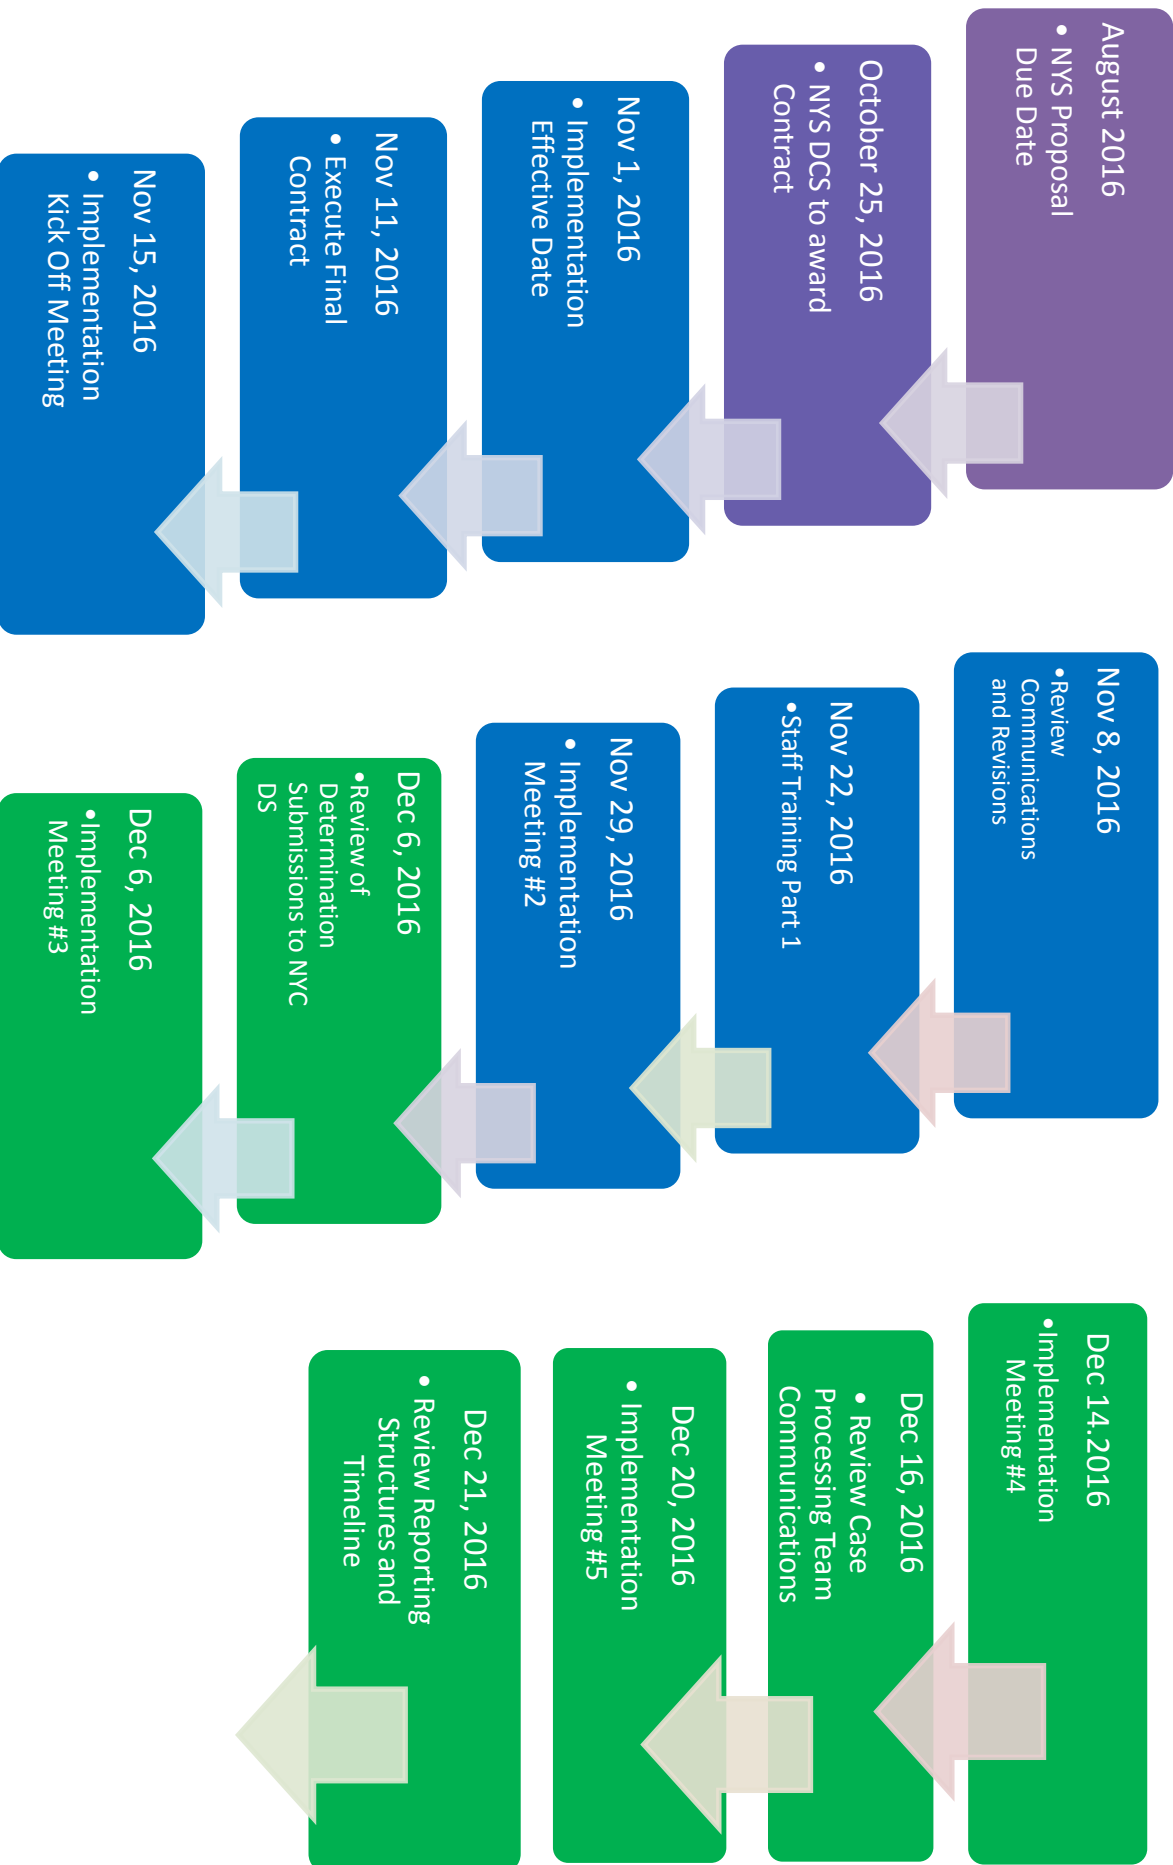 August 2016
• NYS Proposal
Due Date
October 25, 2016
• NYS DCS to award
Contract
Nov 1, 2016
• Implementation
Effective Date
Nov 11, 2016
• Execute Final
Contract
Nov 15, 2016
• Implementation
Kick Off Meeting
Nov 8, 2016
• Review
Communications
and Revisions
Nov 22, 2016
• Staff Training Part 1
Nov 29, 2016
• Implementation
Meeting #2
Dec 6, 2016
• Review of
Determination
Submissions to NYC
DS
Dec 6, 2016
• Implementation
Meeting #3
Dec 14.2016
• Implementation
Meeting #4
Dec 16, 2016
• Review Case
Processing Team
Communications
Dec 20, 2016
• Implementation
Meeting #5
Dec 21, 2016
• Review Reporting
Structures and
Timeline